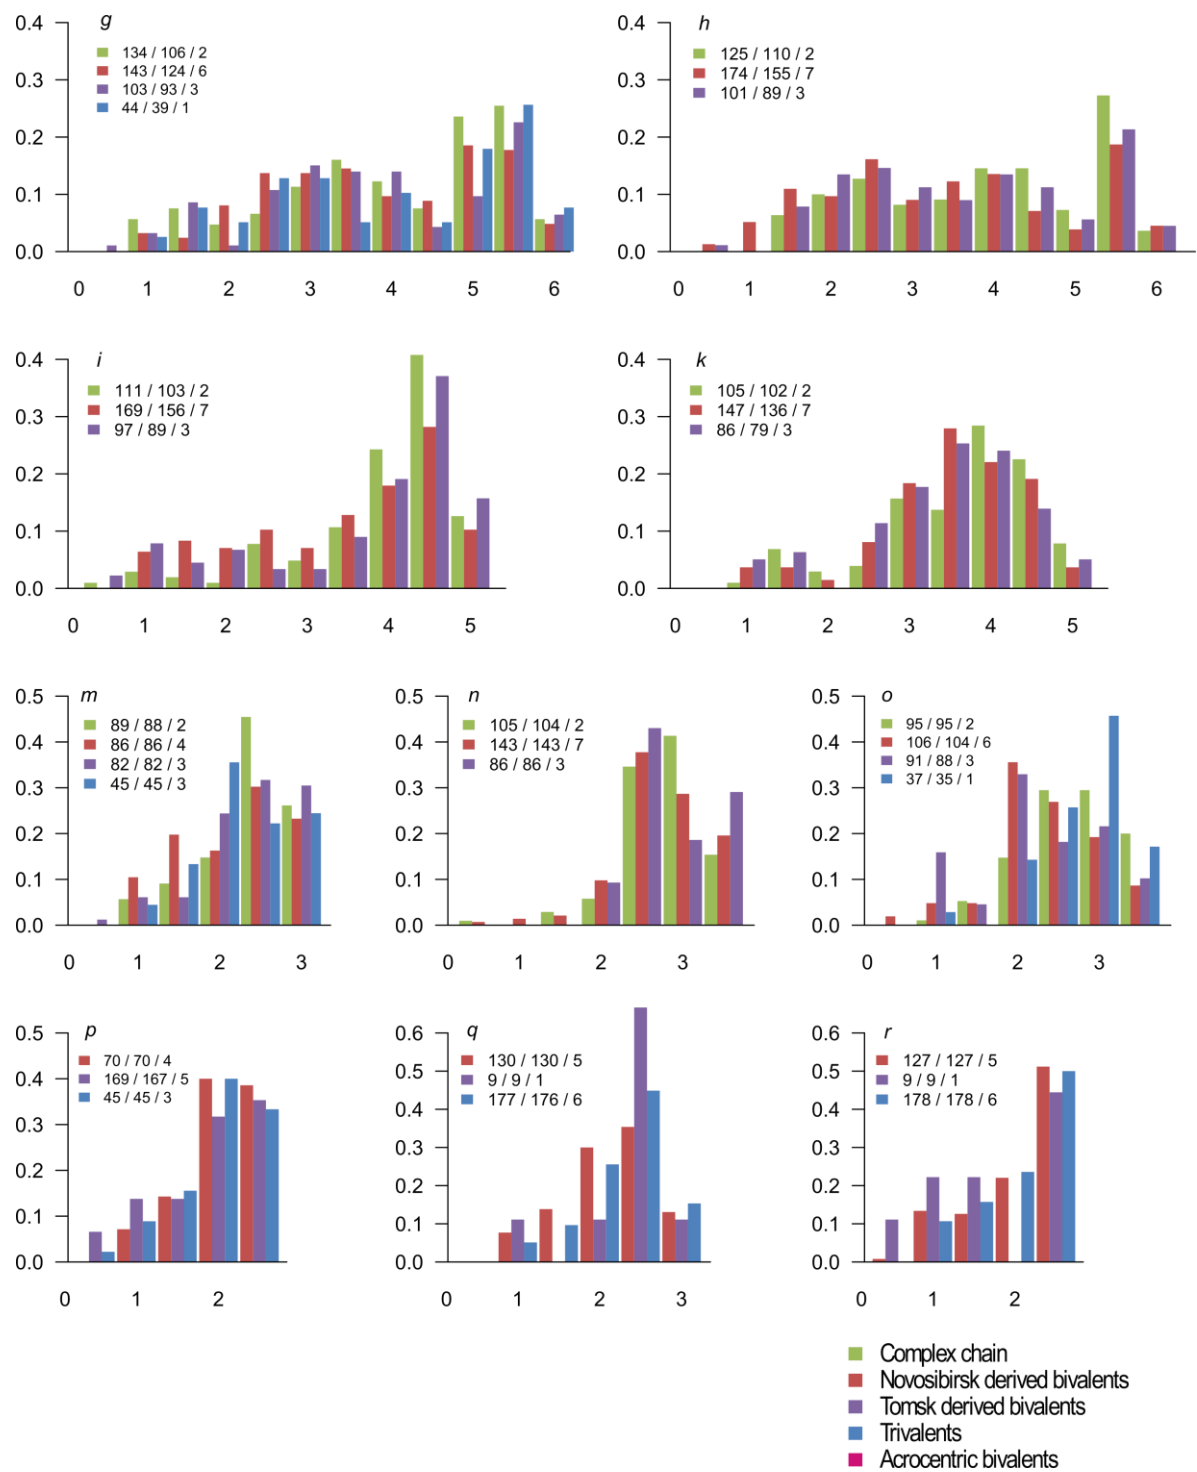 g
134 / 106 / 2
143 / 124 / 6
103 / 93 / 3
44 / 39 / 1
0.4
0.3
0.2
0.1
0.0
0 1 2 3 4 5 6
h
125 / 110 / 2
174 / 155 / 7
101 / 89 / 3
0.4
0.3
0.2
0.1
0.0
0 1 2 3 4 5 6
i
111 / 103 / 2
169 / 156 / 7
97 / 89 / 3
0.4
0.3
0.2
0.1
0.0
0 1 2 3 4 5
k
105 / 102 / 2
147 / 136 / 7
86 / 79 / 3
0.4
0.3
0.2
0.1
0.0
0 1 2 3 4 5
m
89 / 88 / 2
86 / 86 / 4
82 / 82 / 3
45 / 45 / 3
0.5
0.4
0.3
0.2
0.1
0.0
0 1 2 3
n
105 / 104 / 2
143 / 143 / 7
86 / 86 / 3
0.5
0.4
0.3
0.2
0.1
0.0
0 1 2 3
o
95 / 95 / 2
106 / 104 / 6
91 / 88 / 3
37 / 35 / 1
0.5
0.4
0.3
0.2
0.1
0.0
0 1 2 3
p
70 / 70 / 4
169 / 167 / 5
45 / 45 / 3
0.5
0.4
0.3
0.2
0.1
0.0
0 1 2
q
130 / 130 / 5
9 / 9 / 1
177 / 176 / 6
0.6
0.5
0.4
0.3
0.2
0.1
0.0
0 1 2 3
r
127 / 127 / 5
9 / 9 / 1
178 / 178 / 6
0.6
0.5
0.4
0.3
0.2
0.1
0.0
0 1 2
Complex chain
Novosibirsk derived bivalents
Tomsk derived bivalents
Trivalents
Acrocentric bivalents